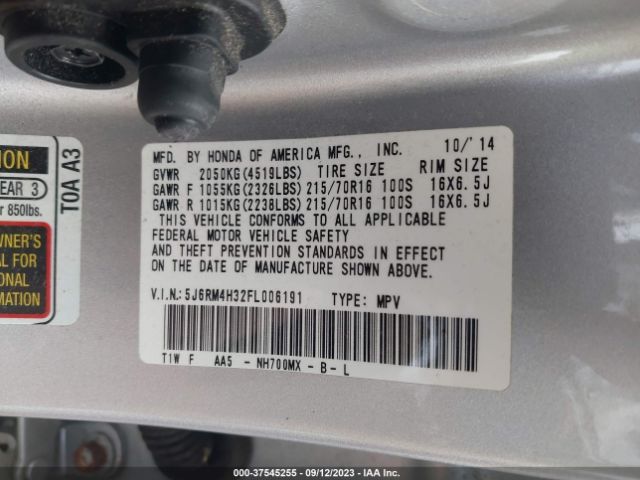 ION
EAR 3)
r 850lbs.
WNER'S
AL FOR
ONAL
MATION
T0A A3
MFD. BY HONDA OF AMERICA MFG., INC. 10/'14
GVWR 2050KG(4519LBS) TIRE SIZE RIM SIZE
GAWR F 1055KG(2326LBS) 215/70R16 100S 16X6.5J
GAWR R 1015KG(2238LBS) 215/70R16 100S 16X6.5J
THIS VEHICLE CONFORMS TO ALL APPLICABLE
FEDERAL MOTOR VEHICLE SAFETY
AND THEFT PREVENTION STANDARDS IN EFFECT
ON THE DATE OF MANUFACTURE SHOWN ABOVE.
V.I.N.:5J6RM4H32FL006191 TYPE: MPV
T1W F AA5 - NH700MX - B - L
000-37545255 - 09/12/2023 - IAA Inc.